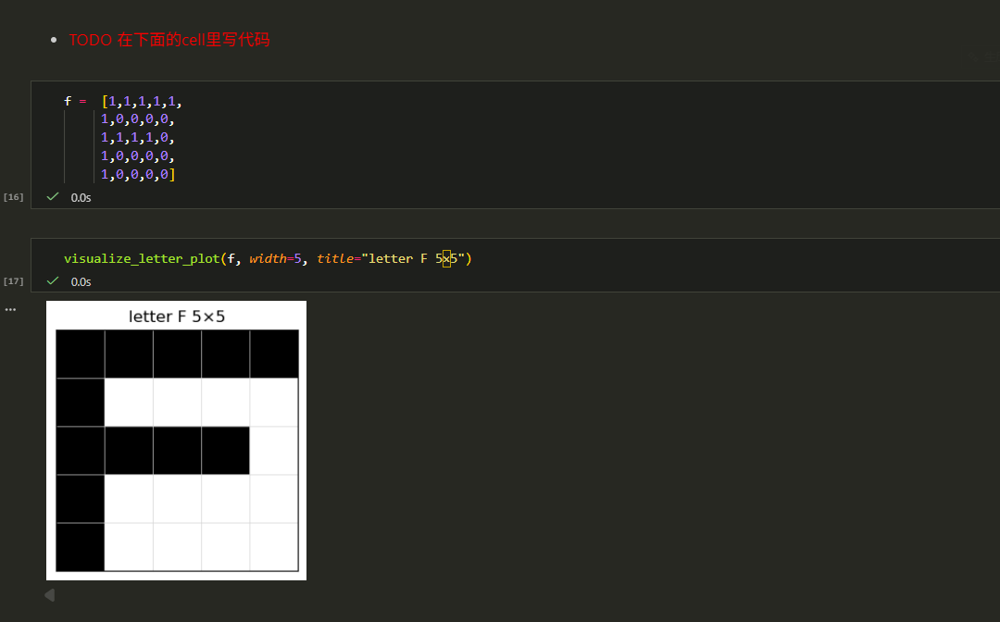 TODO 在下面的cell里写代码
f = [1,1,1,1,1,
1,0,0,0,0,
1,1,1,1,0,
1,0,0,0,0,
1,0,0,0,0]
[16]
0.0s
visualize_letter_plot(f, width=5, title="letter F 5×5")
[17]
0.0s
...
letter F 5×5